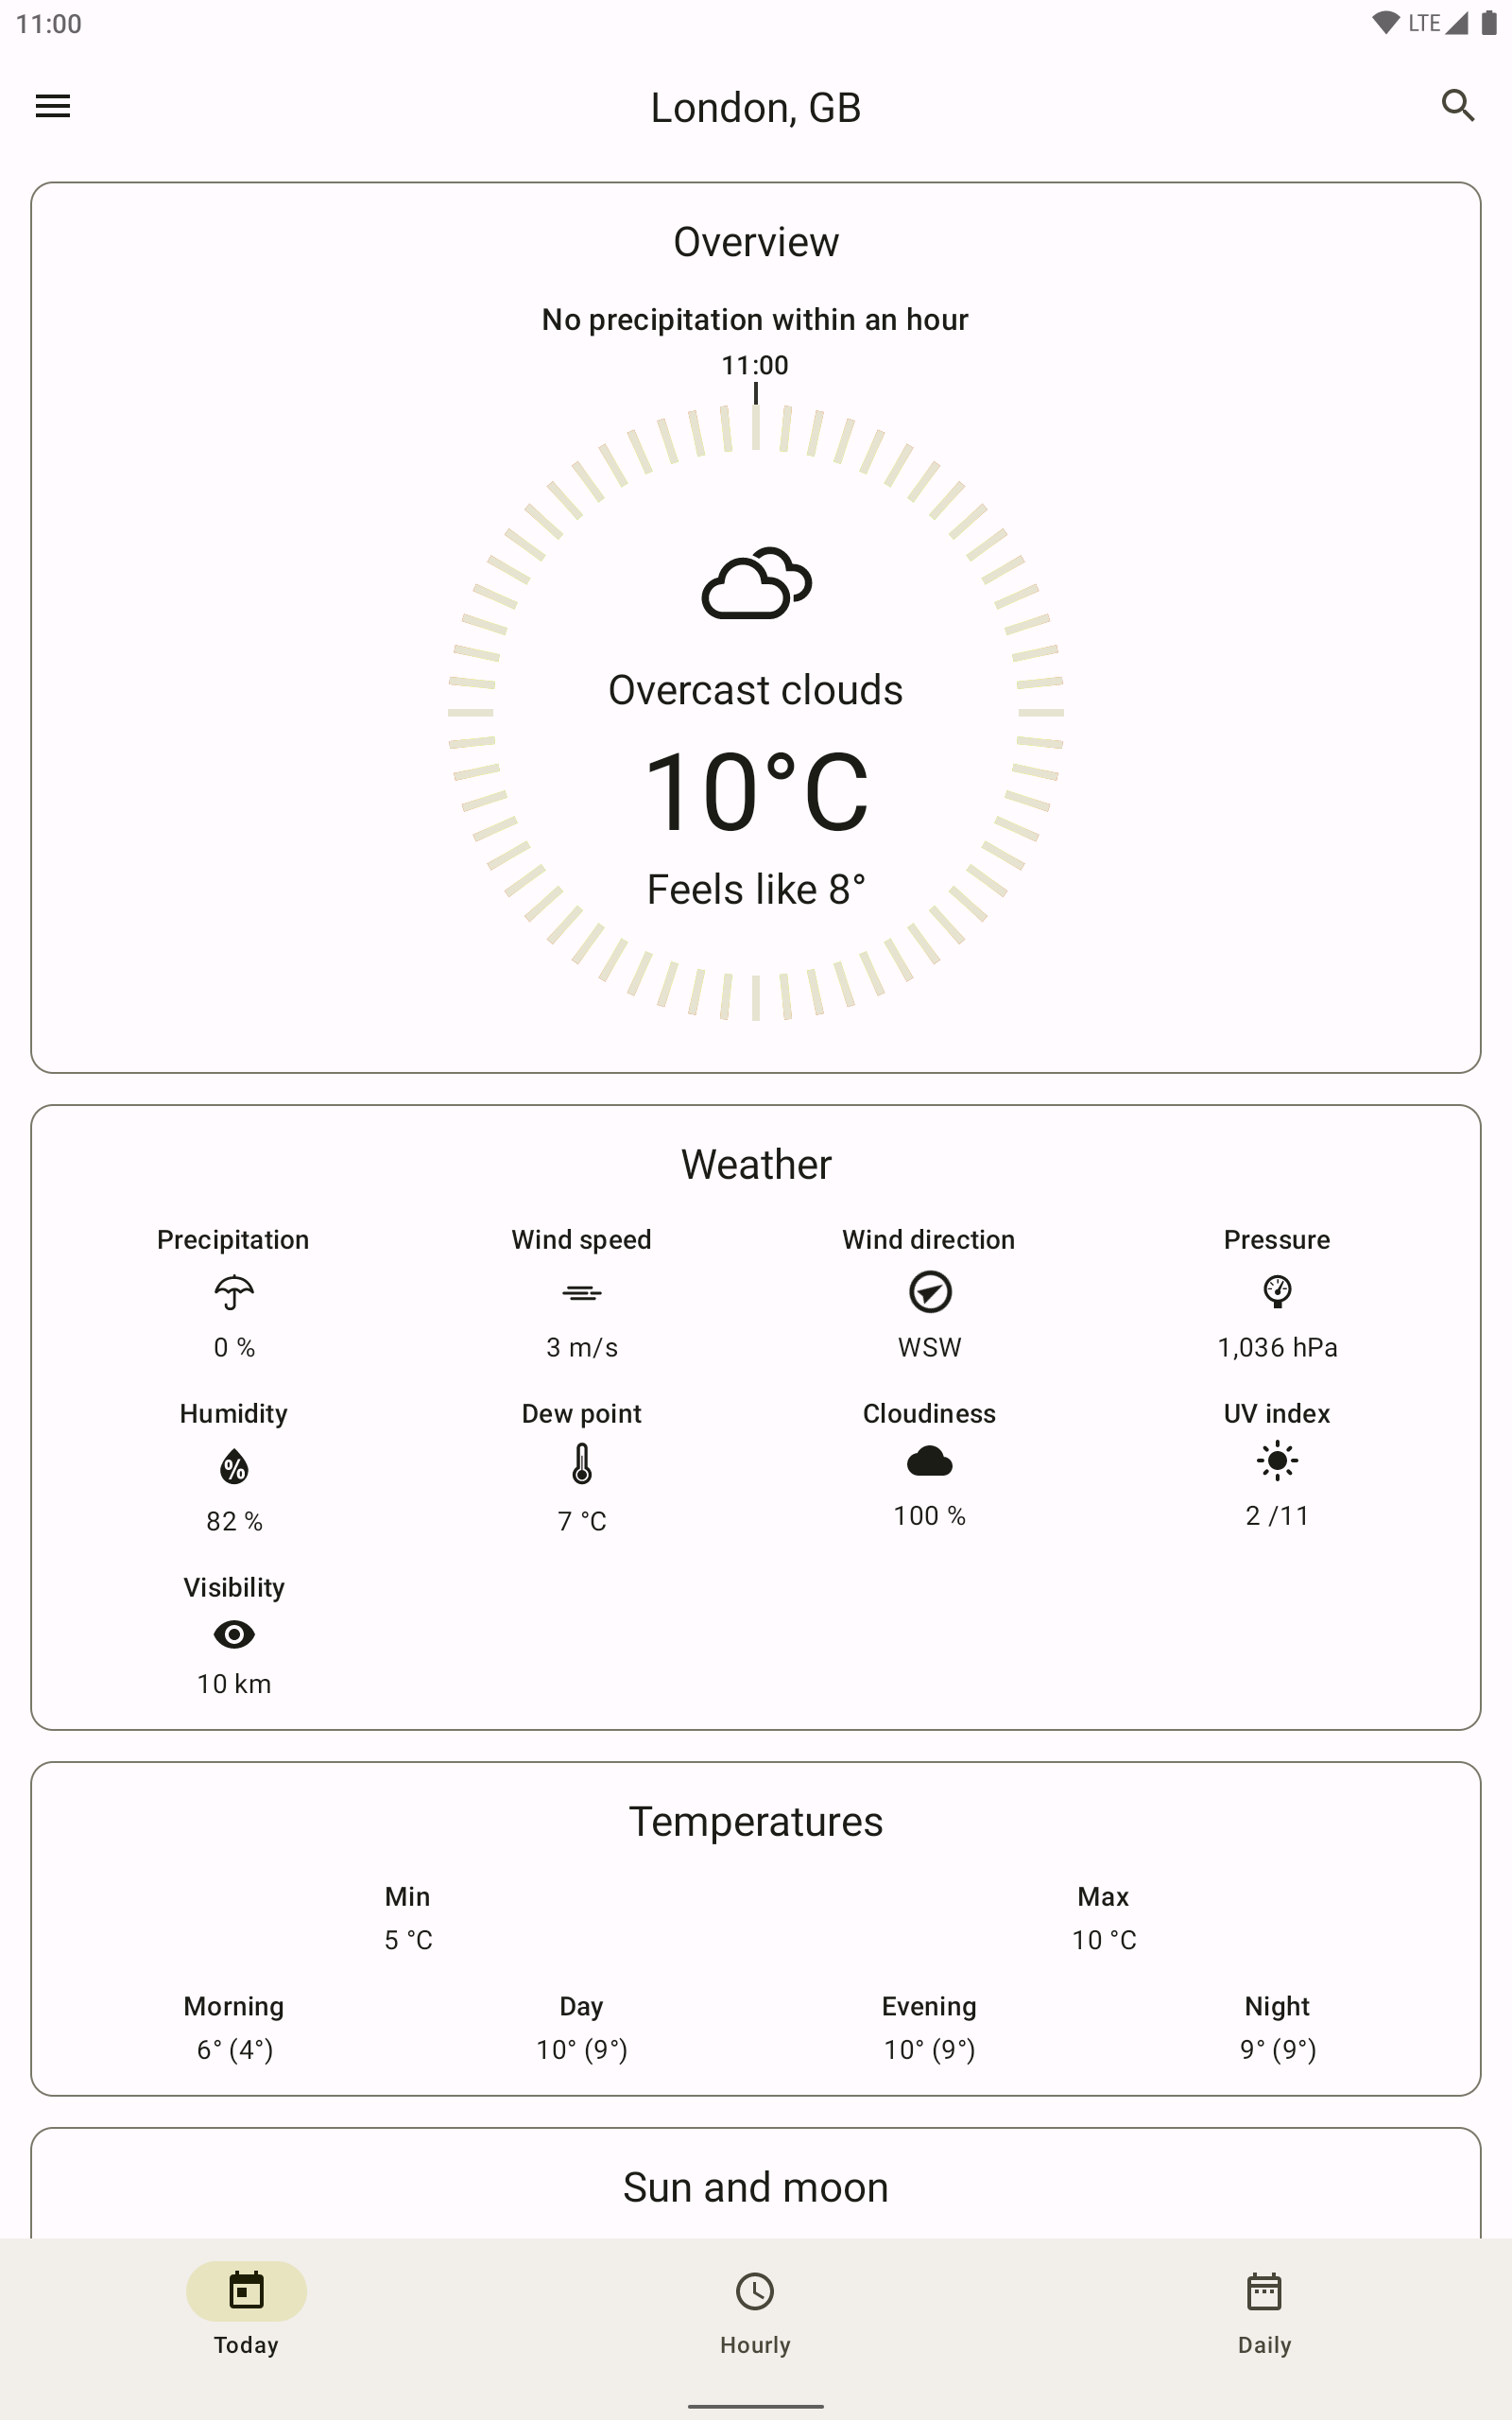 11:00
LTE
London, GB
Overview
No precipitation within an hour
11:00
Overcast clouds
10°C
Feels like 8°
Weather
Precipitation Wind speed Wind direction Pressure
0 % 3 m/s WSW 1,036 hPa
Humidity Dew point Cloudiness UV index
%
82 % 7 °C 100 % 2 /11
Visibility
10 km
Temperatures
Min Max
5 °C 10 °C
Morning Day Evening Night
6° (4°) 10° (9°) 10° (9°) 9° (9°)
Sun and moon
Today Hourly Daily